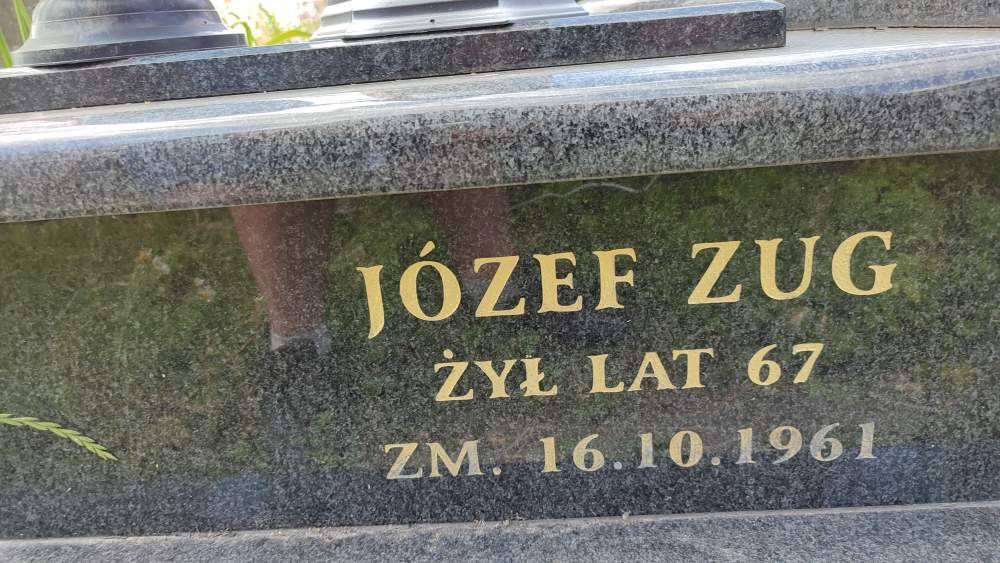 JÓZEF ZUG
ŻYŁ LAT 67
ZM. 16.10.1961